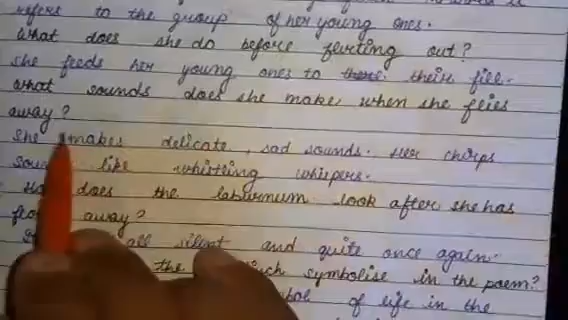 refers to the group of her young ones.
What does she do before flirting out?
She feeds her young ones to their fill.
What sounds does she make, when she flies
away?
She makes delicate, sad sounds. Her chirps
like whistling whispers.
does the laburnum look after she has
away?
all silent and quite once again.
the symbolise in the poem?
of life in the